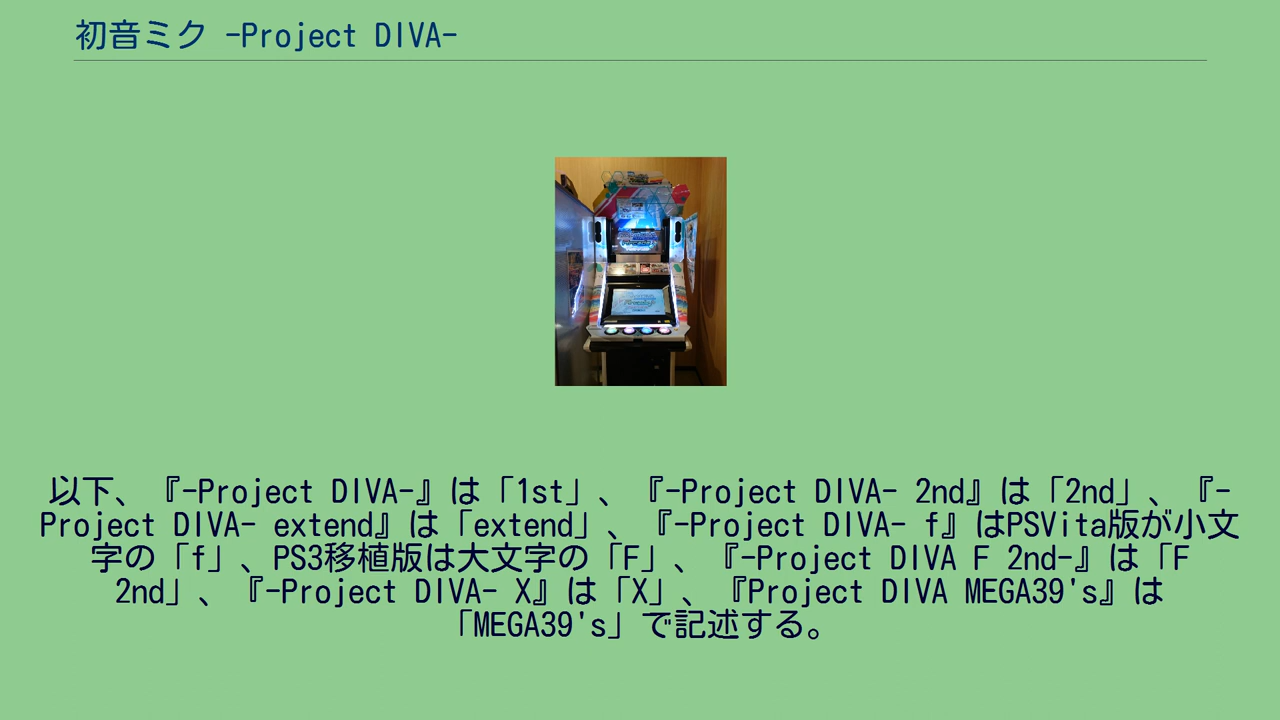 初音ミク -Project DIVA-
以下、『-Project DIVA-』は「1st」、『-Project DIVA- 2nd』は「2nd」、『-
Project DIVA- extend』は「extend」、『-Project DIVA- f』はPSVita版が小文
字の「f」、PS3移植版は大文字の「F」、『-Project DIVA F 2nd-』は「F
2nd」、『-Project DIVA- X』は「X」、『Project DIVA MEGA39's』は
「MEGA39's」で記述する。